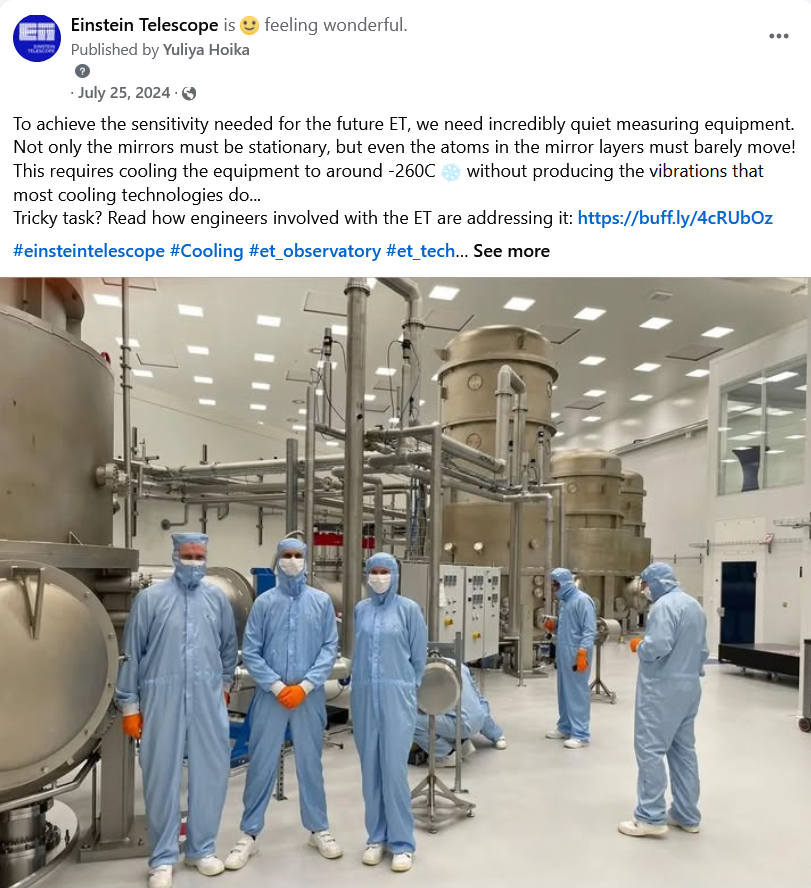 Einstein Telescope is 🙂 feeling wonderful.
Published by Yuliya Hoika
· July 25, 2024 ·
To achieve the sensitivity needed for the future ET, we need incredibly quiet measuring equipment.
Not only the mirrors must be stationary, but even the atoms in the mirror layers must barely move!
This requires cooling the equipment to around -260C ❄️ without producing the vibrations that
most cooling technologies do...
Tricky task? Read how engineers involved with the ET are addressing it: https://buff.ly/4cRUbOz
#einsteintelescope #Cooling #et_observatory #et_tech... See more
ET
EINSTEIN
TELESCOPE